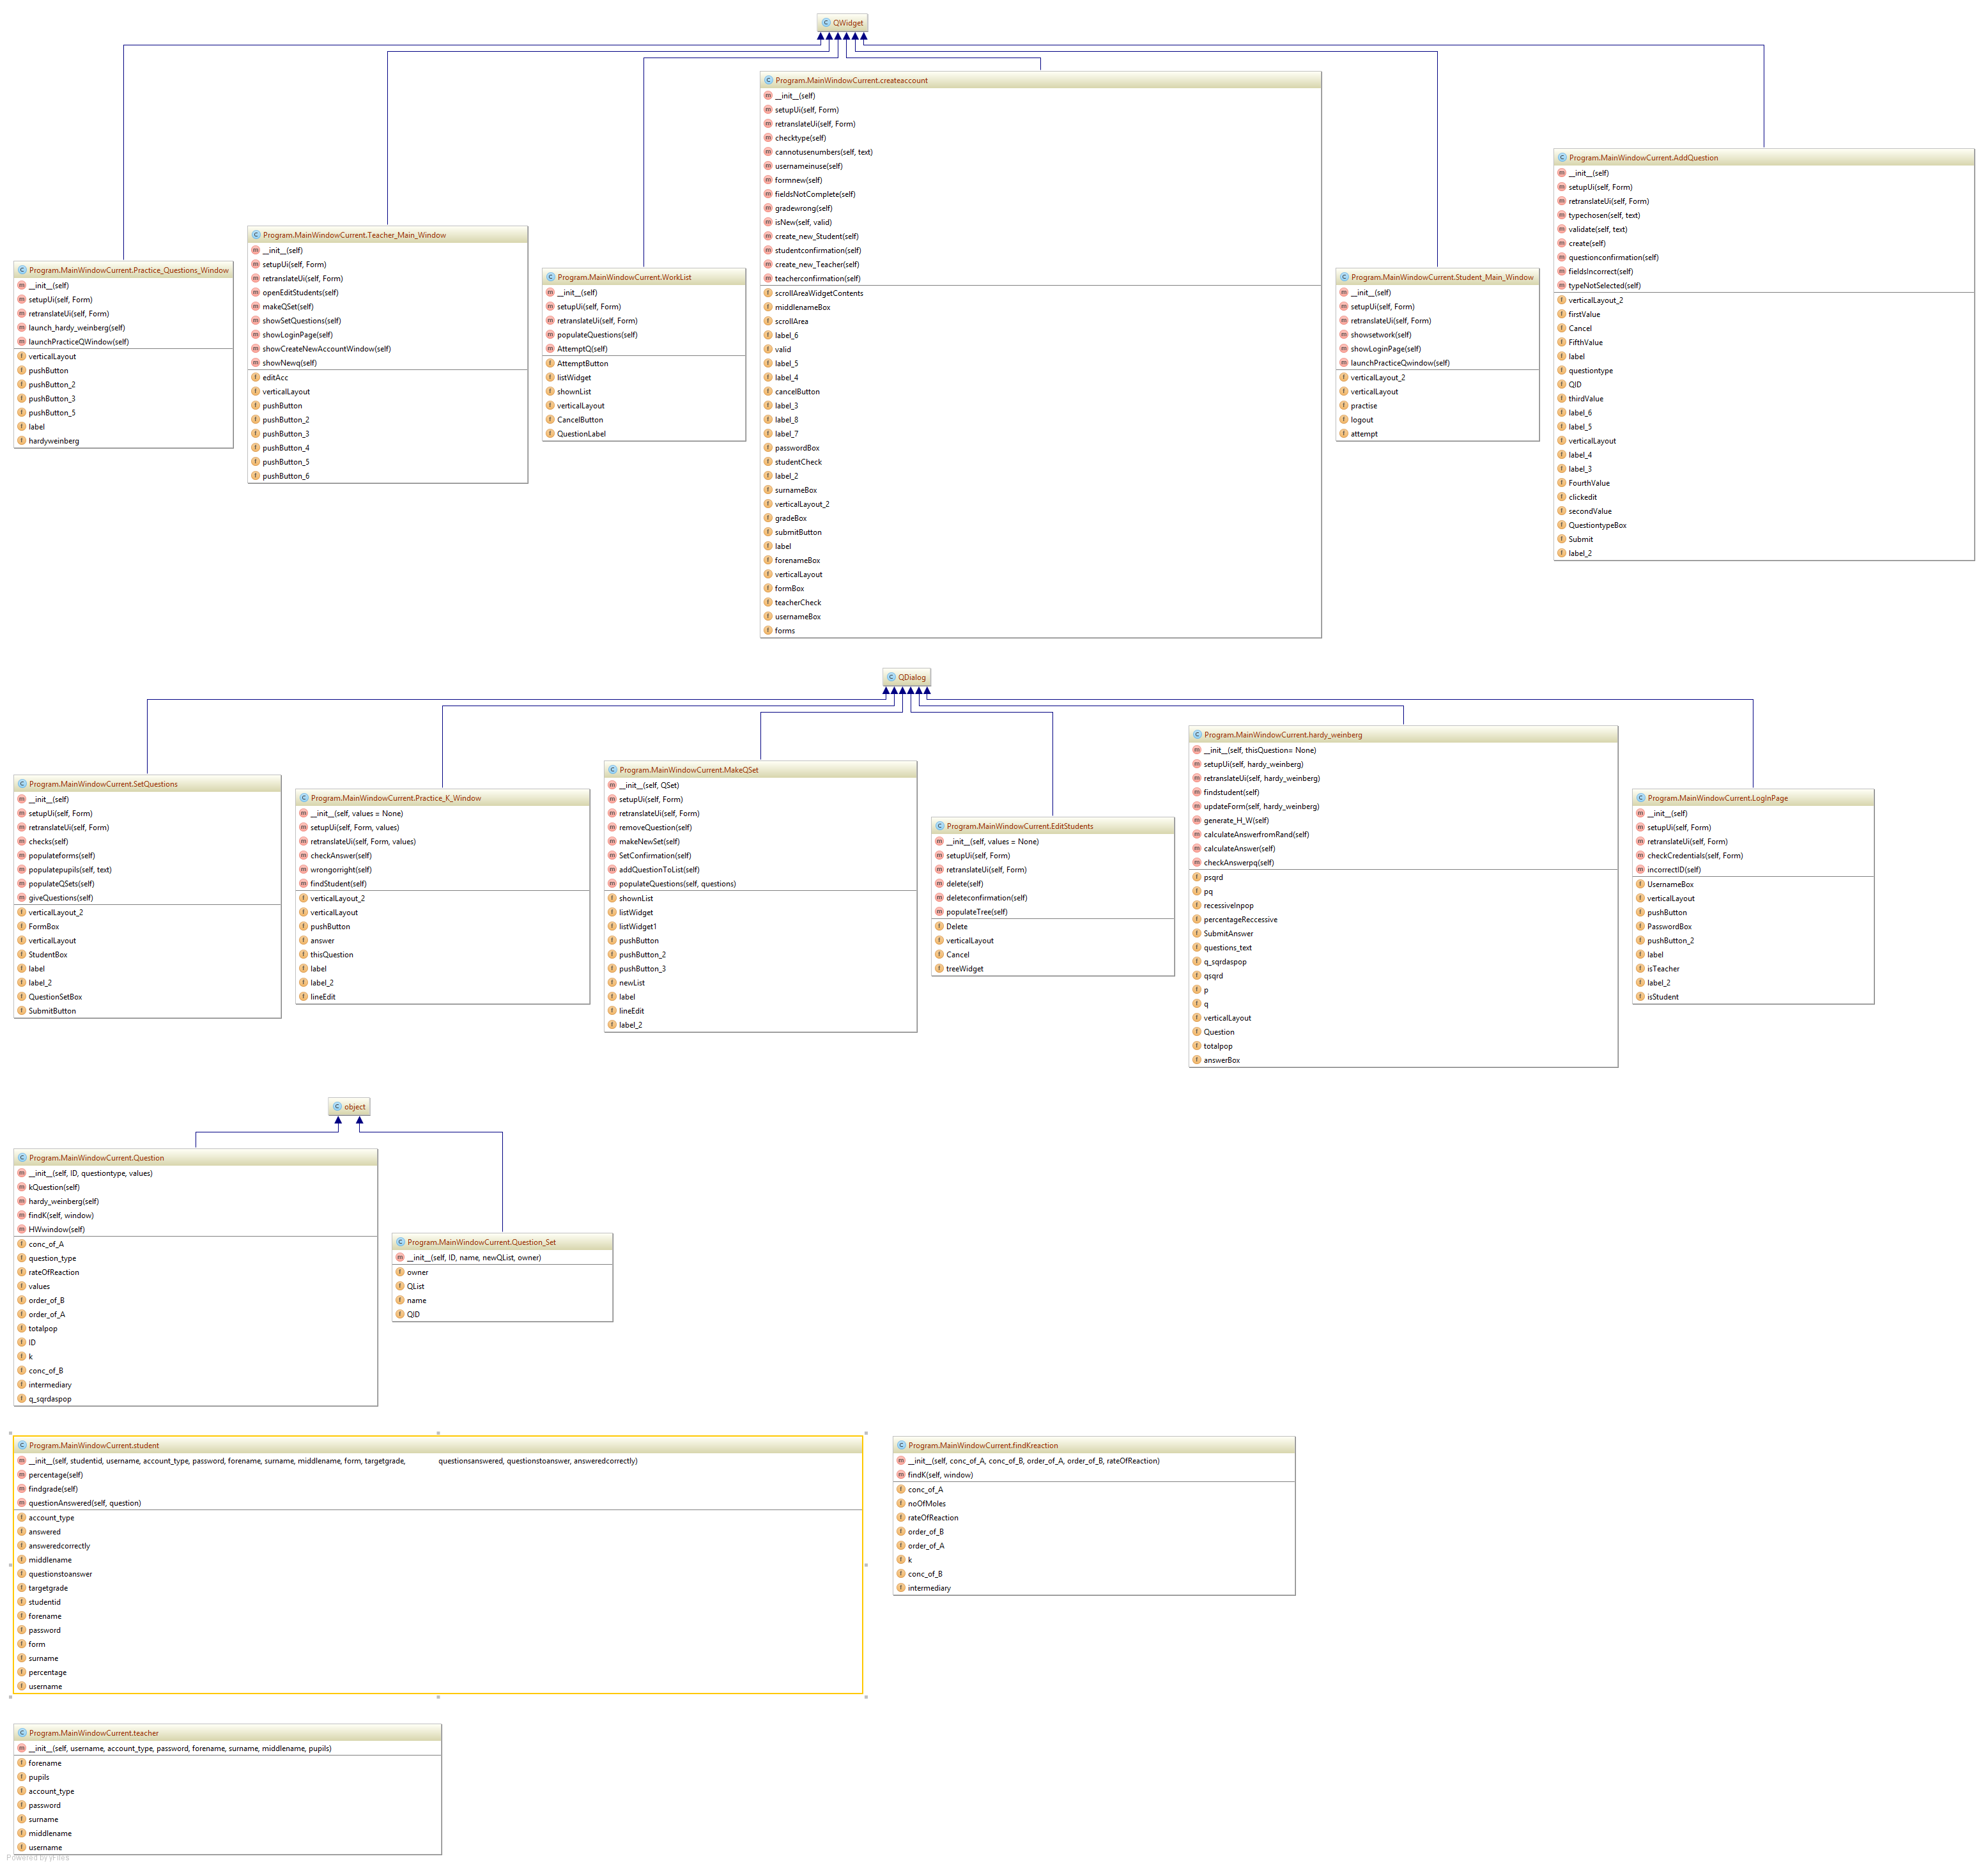 QWidget
Program.MainWindowCurrent.Practice_Questions_Window
__init__(self)
setupUi(self, Form)
retranslateUi(self, Form)
launch_hardy_weinberg(self)
launchPracticeQWindow(self)
verticalLayout
pushButton
pushButton_2
pushButton_3
pushButton_5
label
hardyweinberg
Program.MainWindowCurrent.Teacher_Main_Window
__init__(self)
setupUi(self, Form)
retranslateUi(self, Form)
openEditStudents(self)
makeQSet(self)
showSetQuestions(self)
showLoginPage(self)
showCreateNewAccountWindow(self)
showNewq(self)
editAcc
verticalLayout
pushButton
pushButton_2
pushButton_3
pushButton_4
pushButton_5
pushButton_6
Program.MainWindowCurrent.WorkList
__init__(self)
setupUi(self, Form)
retranslateUi(self, Form)
populateQuestions(self)
AttemptQ(self)
AttemptButton
listWidget
shownList
verticalLayout
CancelButton
QuestionLabel
Program.MainWindowCurrent.createaccount
__init__(self)
setupUi(self, Form)
retranslateUi(self, Form)
checktype(self)
cannotusenumbers(self, text)
usernameinuse(self)
formnew(self)
fieldsNotComplete(self)
gradewrong(self)
isNew(self, valid)
create_new_Student(self)
studentconfirmation(self)
create_new_Teacher(self)
teacherconfirmation(self)
scrollAreaWidgetContents
middlenameBox
scrollArea
label_6
valid
label_5
label_4
cancelButton
label_3
label_8
label_7
passwordBox
studentCheck
label_2
surnameBox
verticalLayout_2
gradeBox
submitButton
label
forenameBox
verticalLayout
formBox
teacherCheck
usernameBox
forms
Program.MainWindowCurrent.Student_Main_Window
__init__(self)
setupUi(self, Form)
retranslateUi(self, Form)
showsetwork(self)
showLoginPage(self)
launchPracticeQwindow(self)
verticalLayout_2
verticalLayout
practise
logout
attempt
Program.MainWindowCurrent.AddQuestion
__init__(self)
setupUi(self, Form)
retranslateUi(self, Form)
typechosen(self, text)
validate(self, text)
create(self)
questionconfirmation(self)
fieldsIncorrect(self)
typeNotSelected(self)
verticalLayout_2
firstValue
Cancel
FifthValue
label
questiontype
QID
thirdValue
label_6
label_5
verticalLayout
label_4
label_3
FourthValue
clickedit
secondValue
QuestiontypeBox
Submit
label_2
QDialog
Program.MainWindowCurrent.SetQuestions
__init__(self)
setupUi(self, Form)
retranslateUi(self, Form)
checks(self)
populateforms(self)
populatepupils(self, text)
populateQSets(self)
giveQuestions(self)
verticalLayout_2
FormBox
verticalLayout
StudentBox
label
label_2
QuestionSetBox
SubmitButton
Program.MainWindowCurrent.Practice_K_Window
__init__(self, values = None)
setupUi(self, Form, values)
retranslateUi(self, Form, values)
checkAnswer(self)
wrongorright(self)
findStudent(self)
verticalLayout_2
verticalLayout
pushButton
answer
thisQuestion
label
label_2
lineEdit
Program.MainWindowCurrent.MakeQSet
__init__(self, QSet)
setupUi(self, Form)
retranslateUi(self, Form)
removeQuestion(self)
makeNewSet(self)
SetConfirmation(self)
addQuestionToList(self)
populateQuestions(self, questions)
shownList
listWidget
listWidget1
pushButton
pushButton_2
pushButton_3
newList
label
lineEdit
label_2
Program.MainWindowCurrent.EditStudents
__init__(self, values = None)
setupUi(self, Form)
retranslateUi(self, Form)
delete(self)
deleteconfirmation(self)
populateTree(self)
Delete
verticalLayout
Cancel
treeWidget
Program.MainWindowCurrent.hardy_weinberg
__init__(self, thisQuestion= None)
setupUi(self, hardy_weinberg)
retranslateUi(self, hardy_weinberg)
findstudent(self)
updateForm(self, hardy_weinberg)
generate_H_W(self)
calculateAnswerfromRand(self)
calculateAnswer(self)
checkAnswerpq(self)
psqrd
pq
recessiveInpop
percentageReccessive
SubmitAnswer
questions_text
q_sqrdaspop
qsqrd
p
q
verticalLayout
Question
totalpop
answerBox
Program.MainWindowCurrent.LogInPage
__init__(self)
setupUi(self, Form)
retranslateUi(self, Form)
checkCredentials(self, Form)
incorrectID(self)
UsernameBox
verticalLayout
pushButton
PasswordBox
pushButton_2
label
isTeacher
label_2
isStudent
object
Program.MainWindowCurrent.Question
__init__(self, ID, questiontype, values)
kQuestion(self)
hardy_weinberg(self)
findK(self, window)
HWwindow(self)
conc_of_A
question_type
rateOfReaction
values
order_of_B
order_of_A
totalpop
ID
k
conc_of_B
intermediary
q_sqrdaspop
Program.MainWindowCurrent.Question_Set
__init__(self, ID, name, newQList, owner)
owner
QList
name
QID
Program.MainWindowCurrent.student
__init__(self, studentid, username, account_type, password, forename, surname, middlename, form, targetgrade, questionsanswered, questionstoanswer, answeredcorrectly)
percentage(self)
findgrade(self)
questionAnswered(self, question)
account_type
answered
answeredcorrectly
middlename
questionstoanswer
targetgrade
studentid
forename
password
form
surname
percentage
username
Program.MainWindowCurrent.findKreaction
__init__(self, conc_of_A, conc_of_B, order_of_A, order_of_B, rateOfReaction)
findK(self, window)
conc_of_A
noOfMoles
rateOfReaction
order_of_B
order_of_A
k
conc_of_B
intermediary
Program.MainWindowCurrent.teacher
__init__(self, username, account_type, password, forename, surname, middlename, pupils)
forename
pupils
account_type
password
surname
middlename
username
Powered by yFiles